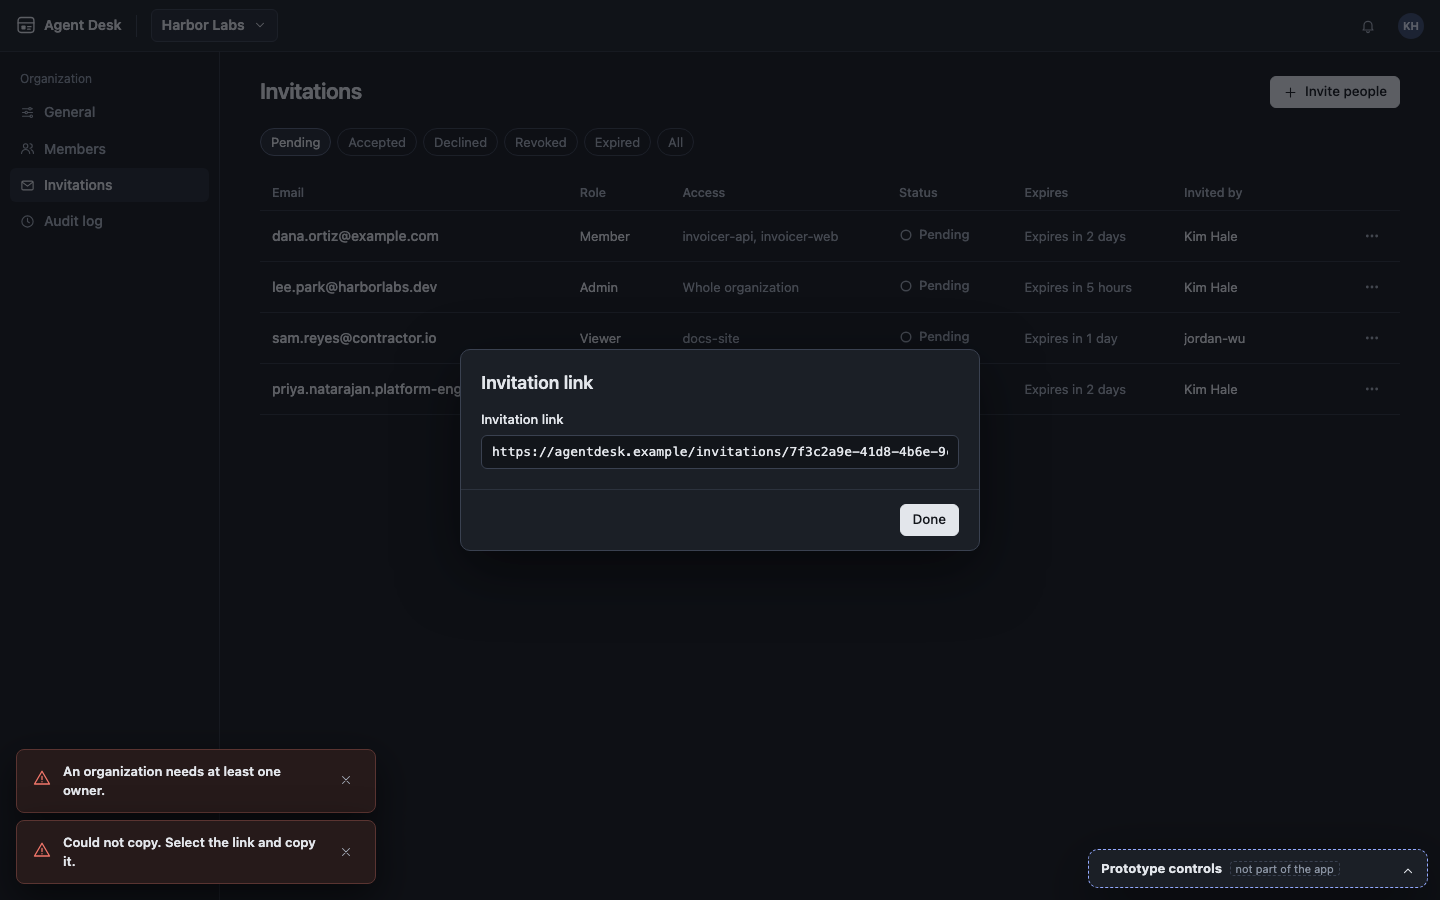 Agent Desk
Harbor Labs
KH
Organization
General
Members
Invitations
Audit log
Invitations
Invite people
Pending
Accepted
Declined
Revoked
Expired
All
Email Role Access Status Expires Invited by
dana.ortiz@example.com Member invoicer-api, invoicer-web Pending Expires in 2 days Kim Hale
lee.park@harborlabs.dev Admin Whole organization Pending Expires in 5 hours Kim Hale
sam.reyes@contractor.io Viewer docs-site Pending Expires in 1 day jordan-wu
priya.natarajan.platform-eng Expires in 2 days Kim Hale
Invitation link
Invitation link
https://agentdesk.example/invitations/7f3c2a9e-41d8-4b6e-9
Done
An organization needs at least one
owner.
Could not copy. Select the link and copy
it.
Prototype controls not part of the app